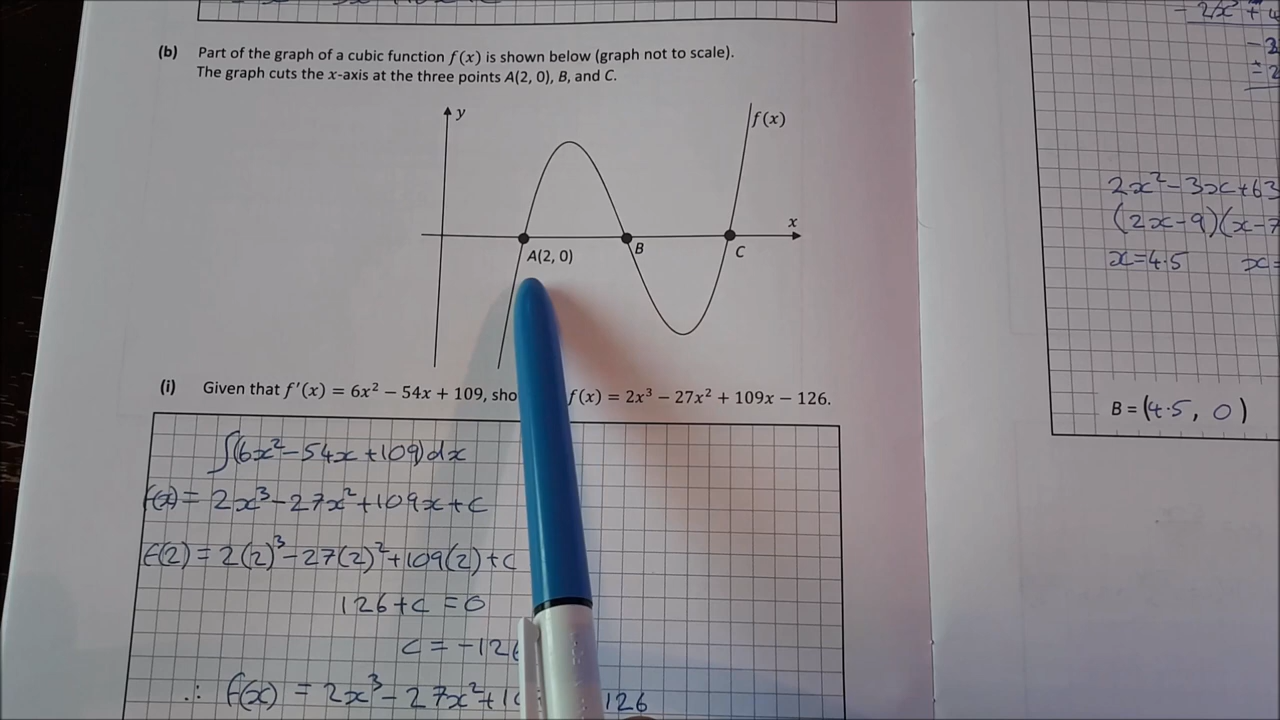 (b) Part of the graph of a cubic function f(x) is shown below (graph not to scale).
The graph cuts the x-axis at the three points A(2, 0), B, and C.
y
f(x)
x
A(2, 0)
B
C
(i) Given that f′(x) = 6x² − 54x + 109, sho f(x) = 2x³ − 27x² + 109x − 126.
∫(6x²−54x+109)dx
f(x) = 2x³−27x²+109x+c
f(2) = 2(2)³−27(2)²+109(2)+c
126+c = 0
c = −126
∴ f(x) = 2x³−27x²+10 126
2x²−3x+63
(2x−9)(x−7
x=4.5 x=
B = (4.5, 0)